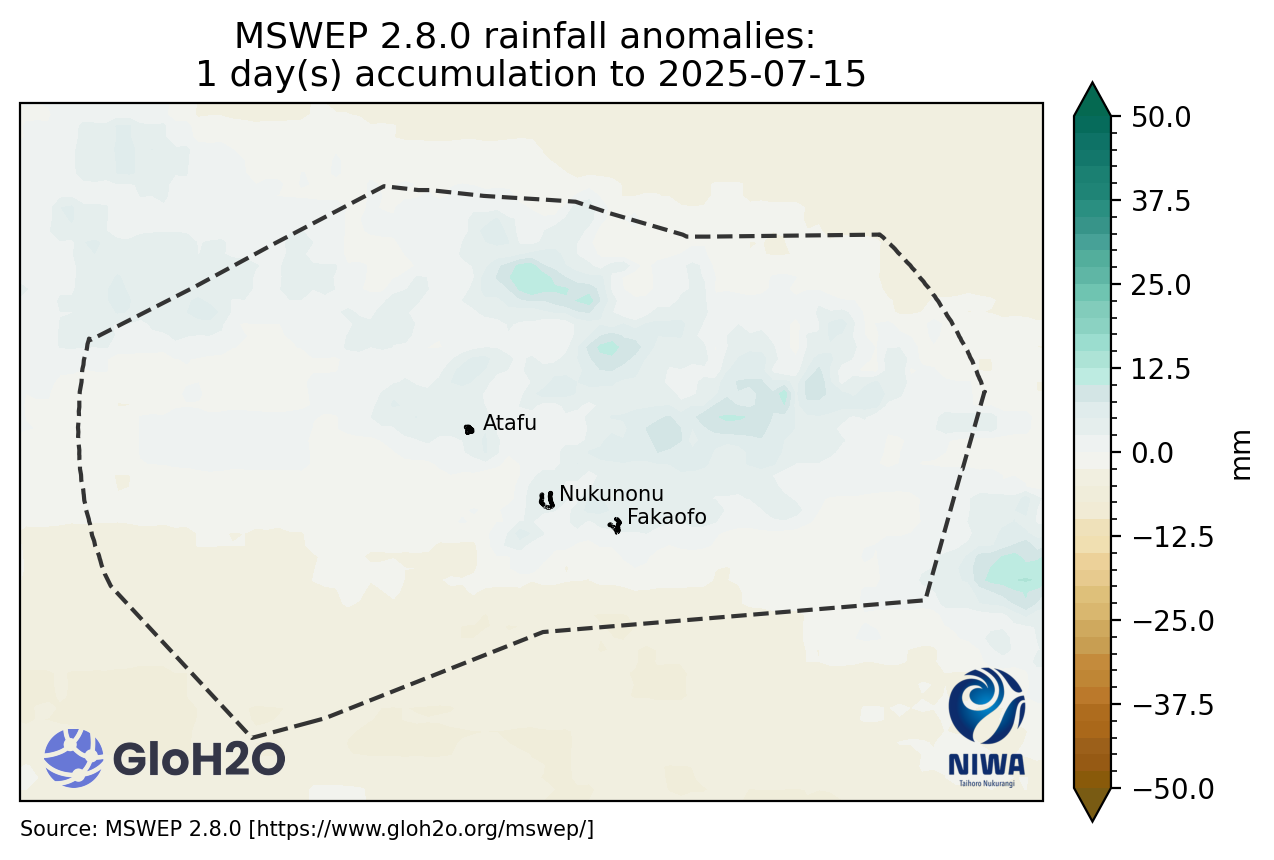 MSWEP 2.8.0 rainfall anomalies:
1 day(s) accumulation to 2025-07-15
50.0
37.5
25.0
12.5
0.0
−12.5
−25.0
−37.5
−50.0
mm
Atafu
Nukunonu
Fakaofo
GloH2O
NIWA
Taihoro Nukurangi
Source: MSWEP 2.8.0 [https://www.gloh2o.org/mswep/]